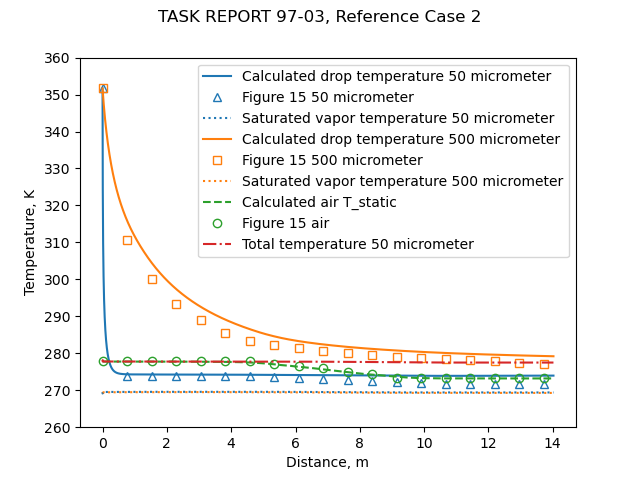 TASK REPORT 97-03, Reference Case 2
360
350
340
330
320
310
300
290
280
270
260
Temperature, K
Calculated drop temperature 50 micrometer
Figure 15 50 micrometer
Saturated vapor temperature 50 micrometer
Calculated drop temperature 500 micrometer
Figure 15 500 micrometer
Saturated vapor temperature 500 micrometer
Calculated air T_static
Figure 15 air
Total temperature 50 micrometer
0 2 4 6 8 10 12 14
Distance, m